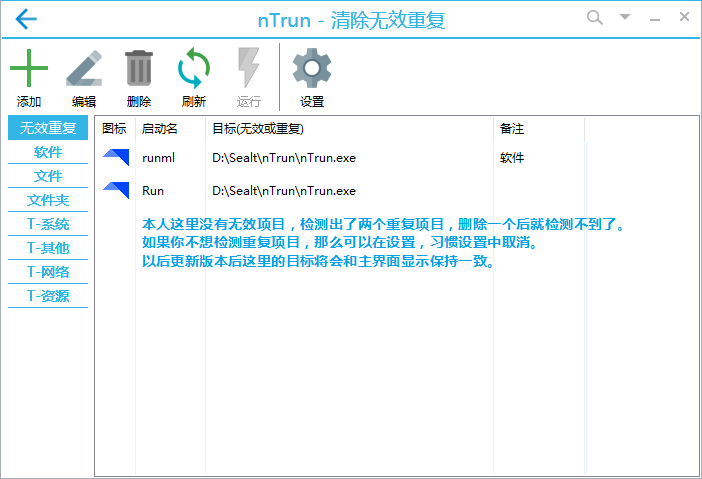 nTrun - 清除无效重复
添加 编辑 删除 刷新 运行 设置
无效重复
软件
文件
文件夹
T-系统
T-其他
T-网络
T-资源
图标 启动名 目标(无效或重复) 备注
runml D:\Sealt\nTrun\nTrun.exe 软件
Run D:\Sealt\nTrun\nTrun.exe
本人这里没有无效项目，检测出了两个重复项目，删除一个后就检测不到了。
如果你不想检测重复项目，那么可以在设置，习惯设置中取消。
以后更新版本后这里的目标将会和主界面显示保持一致。